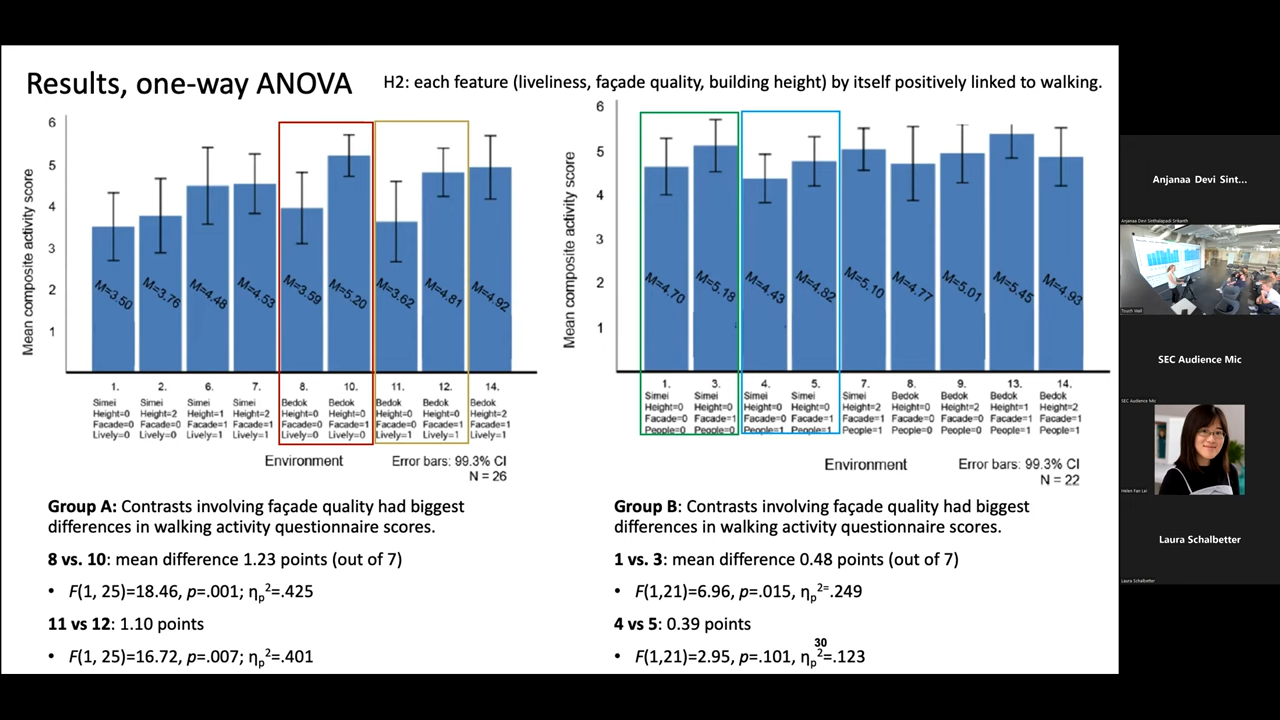 Results, one-way ANOVA
H2: each feature (liveliness, façade quality, building height) by itself positively linked to walking.
Mean composite activity score
6
5
4
3
2
1
M=3.50
M=3.76
M=4.48
M=4.53
M=3.59
M=5.20
M=3.62
M=4.81
M=4.92
1.
Simei
Height=0
Facade=0
Lively=0
2.
Simei
Height=2
Facade=0
Lively=0
6.
Simei
Height=1
Facade=1
Lively=1
7.
Simei
Height=2
Facade=1
Lively=1
8.
Bedok
Height=0
Facade=0
Lively=0
10.
Bedok
Height=0
Facade=1
Lively=0
11.
Bedok
Height=0
Facade=0
Lively=1
12.
Bedok
Height=0
Facade=1
Lively=1
14.
Bedok
Height=2
Facade=1
Lively=1
Environment
Error bars: 99.3% CI
N = 26
Mean composite activity score
6
5
4
3
2
1
M=4.70
M=5.18
M=4.43
M=4.82
M=5.10
M=4.77
M=5.01
M=5.45
M=4.93
1.
Simei
Height=0
Facade=0
People=0
3.
Simei
Height=0
Facade=1
People=0
4.
Simei
Height=0
Facade=0
People=1
5.
Simei
Height=0
Facade=1
People=1
7.
Simei
Height=2
Facade=1
People=1
8.
Bedok
Height=0
Facade=0
People=0
9.
Bedok
Height=1
Facade=0
People=0
13.
Bedok
Height=1
Facade=1
People=1
14.
Bedok
Height=2
Facade=1
People=1
Environment
Error bars: 99.3% CI
N = 22
Group A: Contrasts involving façade quality had biggest
differences in walking activity questionnaire scores.
8 vs. 10: mean difference 1.23 points (out of 7)
• F(1, 25)=18.46, p=.001; ηp²=.425
11 vs 12: 1.10 points
• F(1, 25)=16.72, p=.007; ηp²=.401
Group B: Contrasts involving façade quality had biggest
differences in walking activity questionnaire scores.
1 vs. 3: mean difference 0.48 points (out of 7)
• F(1,21)=6.96, p=.015, ηp²⁼.249
4 vs 5: 0.39 points
30
• F(1,21)=2.95, p=.101, ηp²=.123
Anjanaa Devi Sint...
Anjanaa Devi Sinthalapadi Srikanth
Touch Wall
SEC Audience Mic
SEC Audience Mic
Helen Fan Lei
Laura Schalbetter
Laura Schalbetter